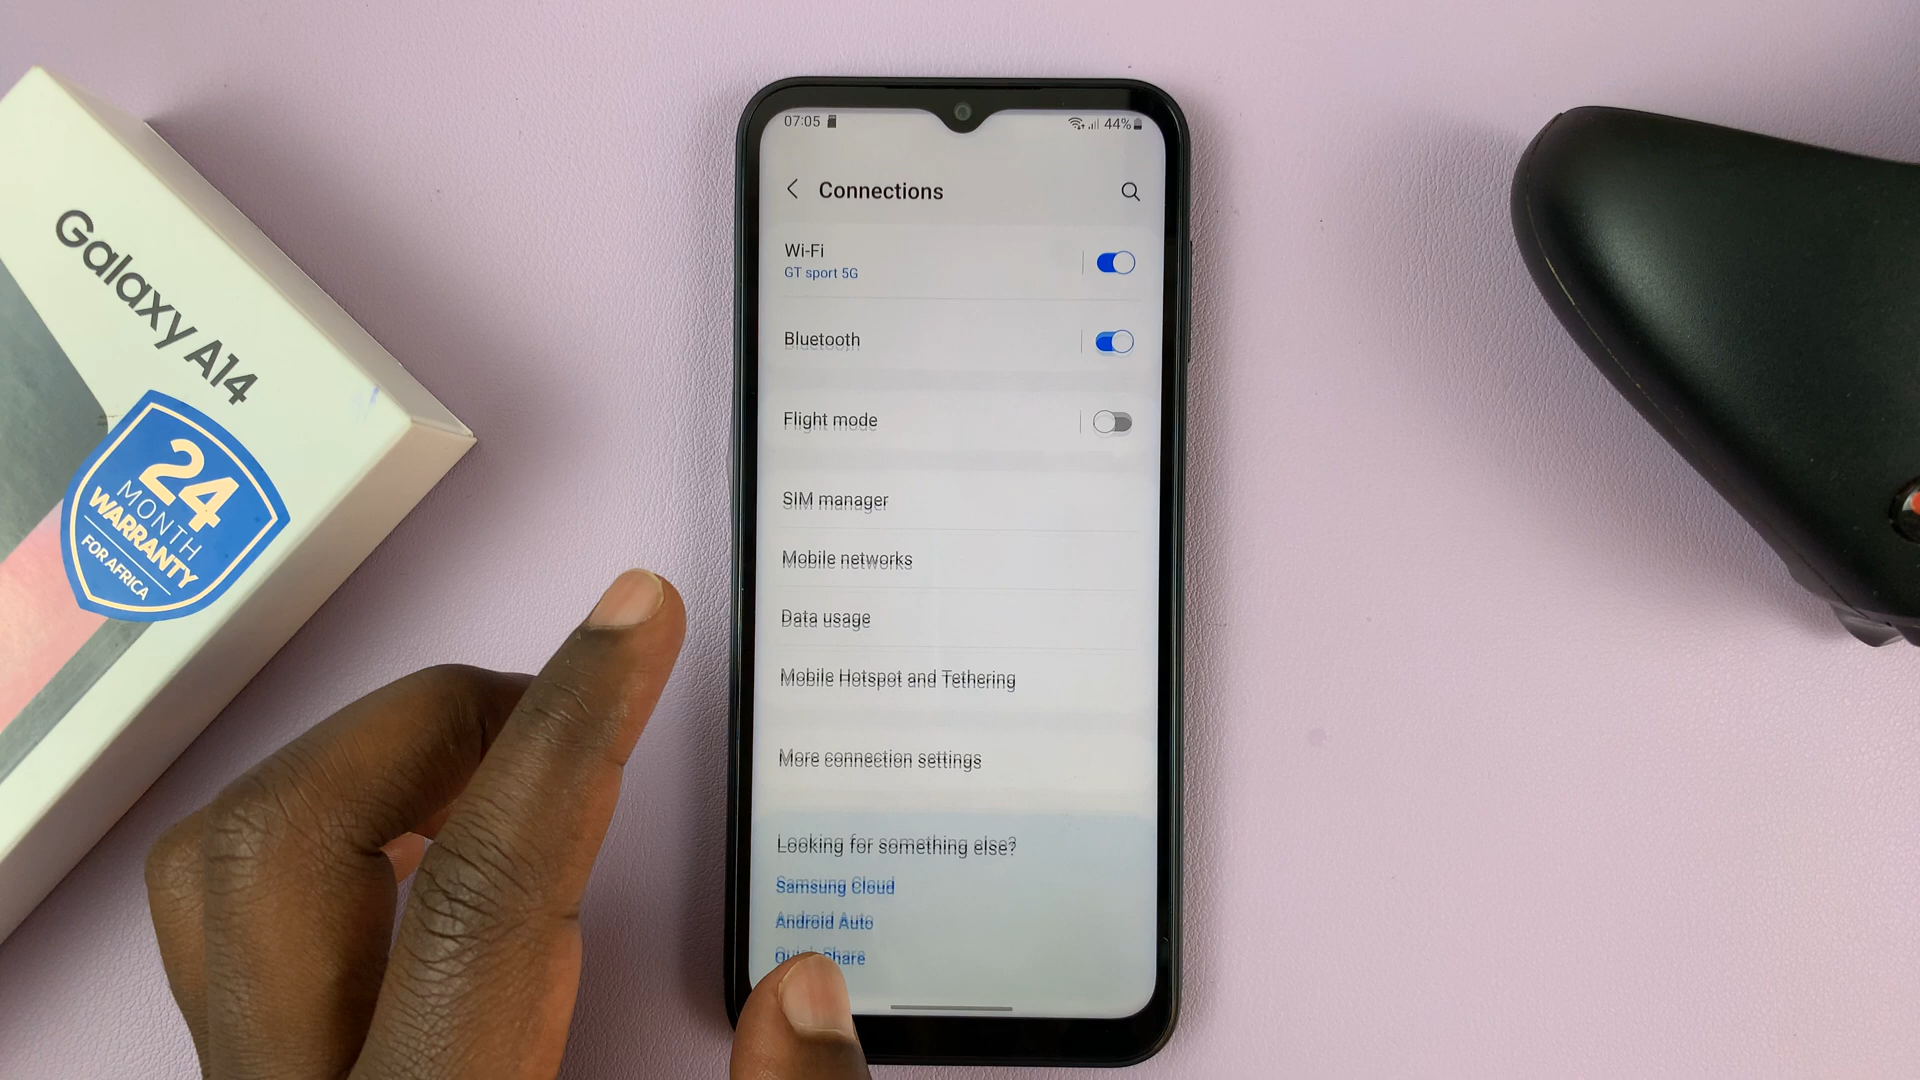 Galaxy A14
24
MONTH
WARRANTY
FOR AFRICA
07:05
44%
Connections
Wi-Fi
GT sport 5G
Bluetooth
Flight mode
SIM manager
Mobile networks
Data usage
Mobile Hotspot and Tethering
More connection settings
Looking for something else?
Samsung Cloud
Android Auto
Quick Share